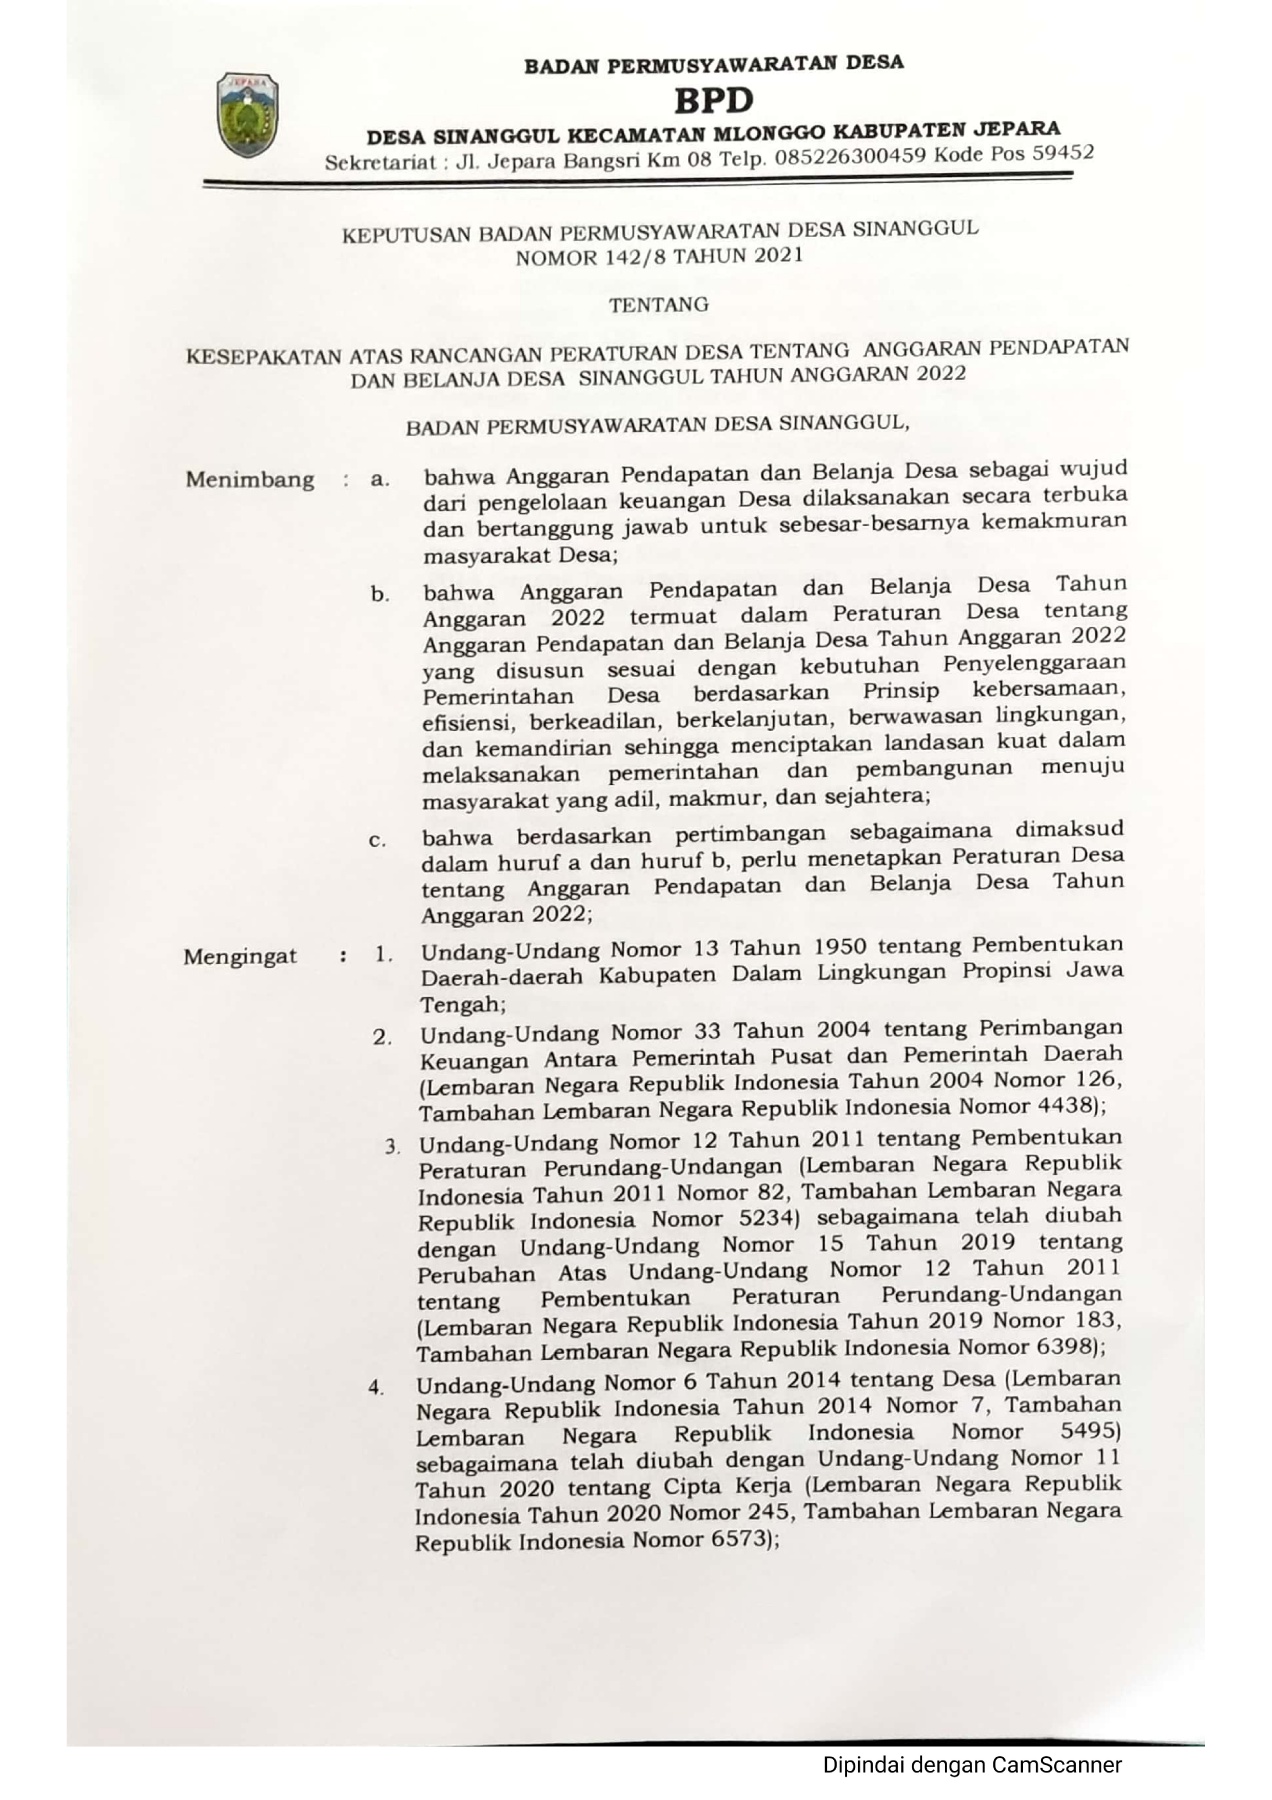 JEPARA
BADAN PERMUSYAWARATAN DESA
BPD
DESA SINANGGUL KECAMATAN MLONGGO KABUPATEN JEPARA
Sekretariat : Jl. Jepara Bangsri Km 08 Telp. 085226300459 Kode Pos 59452
KEPUTUSAN BADAN PERMUSYAWARATAN DESA SINANGGUL
NOMOR 142/8 TAHUN 2021
TENTANG
KESEPAKATAN ATAS RANCANGAN PERATURAN DESA TENTANG ANGGARAN PENDAPATAN
DAN BELANJA DESA SINANGGUL TAHUN ANGGARAN 2022
BADAN PERMUSYAWARATAN DESA SINANGGUL,
Menimbang : a. bahwa Anggaran Pendapatan dan Belanja Desa sebagai wujud
dari pengelolaan keuangan Desa dilaksanakan secara terbuka
dan bertanggung jawab untuk sebesar-besarnya kemakmuran
masyarakat Desa;
b. bahwa Anggaran Pendapatan dan Belanja Desa Tahun
Anggaran 2022 termuat dalam Peraturan Desa tentang
Anggaran Pendapatan dan Belanja Desa Tahun Anggaran 2022
yang disusun sesuai dengan kebutuhan Penyelenggaraan
Pemerintahan Desa berdasarkan Prinsip kebersamaan,
efisiensi, berkeadilan, berkelanjutan, berwawasan lingkungan,
dan kemandirian sehingga menciptakan landasan kuat dalam
melaksanakan pemerintahan dan pembangunan menuju
masyarakat yang adil, makmur, dan sejahtera;
c. bahwa berdasarkan pertimbangan sebagaimana dimaksud
dalam huruf a dan huruf b, perlu menetapkan Peraturan Desa
tentang Anggaran Pendapatan dan Belanja Desa Tahun
Anggaran 2022;
Mengingat : 1. Undang-Undang Nomor 13 Tahun 1950 tentang Pembentukan
Daerah-daerah Kabupaten Dalam Lingkungan Propinsi Jawa
Tengah;
2. Undang-Undang Nomor 33 Tahun 2004 tentang Perimbangan
Keuangan Antara Pemerintah Pusat dan Pemerintah Daerah
(Lembaran Negara Republik Indonesia Tahun 2004 Nomor 126,
Tambahan Lembaran Negara Republik Indonesia Nomor 4438);
3. Undang-Undang Nomor 12 Tahun 2011 tentang Pembentukan
Peraturan Perundang-Undangan (Lembaran Negara Republik
Indonesia Tahun 2011 Nomor 82, Tambahan Lembaran Negara
Republik Indonesia Nomor 5234) sebagaimana telah diubah
dengan Undang-Undang Nomor 15 Tahun 2019 tentang
Perubahan Atas Undang-Undang Nomor 12 Tahun 2011
tentang Pembentukan Peraturan Perundang-Undangan
(Lembaran Negara Republik Indonesia Tahun 2019 Nomor 183,
Tambahan Lembaran Negara Republik Indonesia Nomor 6398);
4. Undang-Undang Nomor 6 Tahun 2014 tentang Desa (Lembaran
Negara Republik Indonesia Tahun 2014 Nomor 7, Tambahan
Lembaran Negara Republik Indonesia Nomor 5495)
sebagaimana telah diubah dengan Undang-Undang Nomor 11
Tahun 2020 tentang Cipta Kerja (Lembaran Negara Republik
Indonesia Tahun 2020 Nomor 245, Tambahan Lembaran Negara
Republik Indonesia Nomor 6573);
Dipindai dengan CamScanner